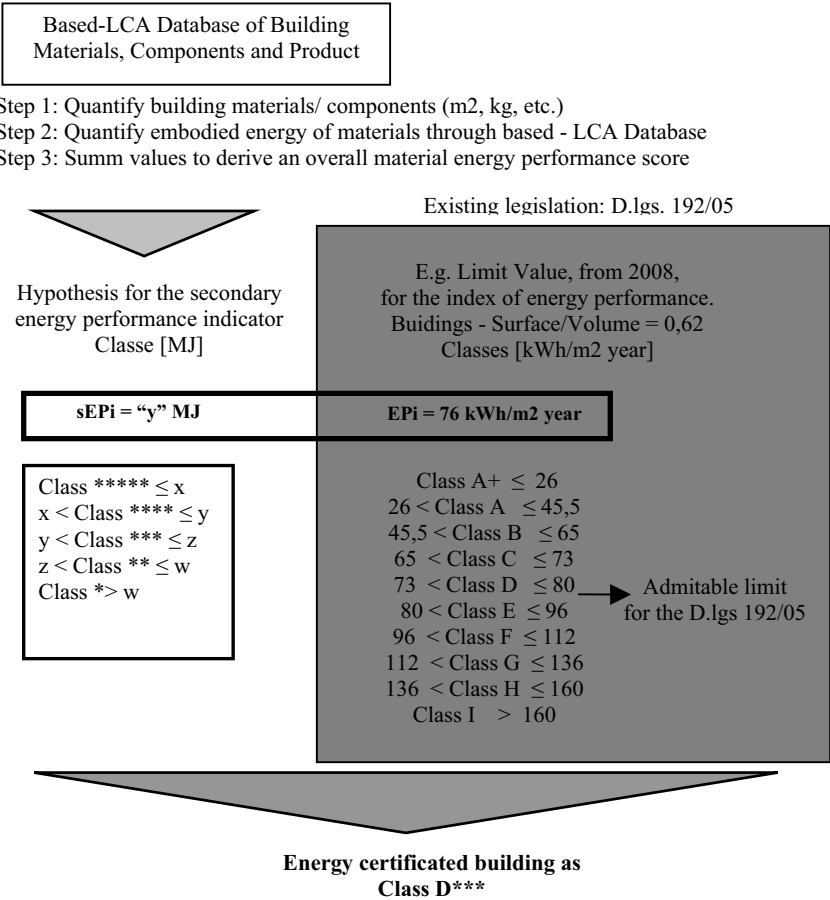 Based-LCA Database of Building
Materials, Components and Product
Step 1: Quantify building materials/ components (m2, kg, etc.)
Step 2: Quantify embodied energy of materials through based - LCA Database
Step 3: Summ values to derive an overall material energy performance score
Existing legislation: D.lgs. 192/05
Hypothesis for the secondary
energy performance indicator
Classe [MJ]
E.g. Limit Value, from 2008,
for the index of energy performance.
Buidings - Surface/Volume = 0,62
Classes [kWh/m2 year]
sEPi = “y” MJ
EPi = 76 kWh/m2 year
Class ***** ≤ x
x < Class **** ≤ y
y < Class *** ≤ z
z < Class ** ≤ w
Class *> w
Class A+ ≤ 26
26 < Class A ≤ 45,5
45,5 < Class B ≤ 65
65 < Class C ≤ 73
73 < Class D ≤ 80
80 < Class E ≤ 96
96 < Class F ≤ 112
112 < Class G ≤ 136
136 < Class H ≤ 160
Class I > 160
Admitable limit
for the D.lgs 192/05
Energy certificated building as
Class D***